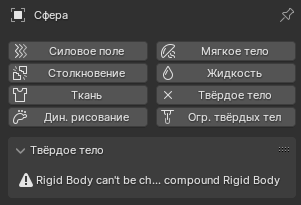 Сфера
Силовое поле
Мягкое тело
Столкновение
Жидкость
Ткань
Твёрдое тело
Дин. рисование
Огр. твёрдых тел
Твёрдое тело
Rigid Body can't be ch... compound Rigid Body